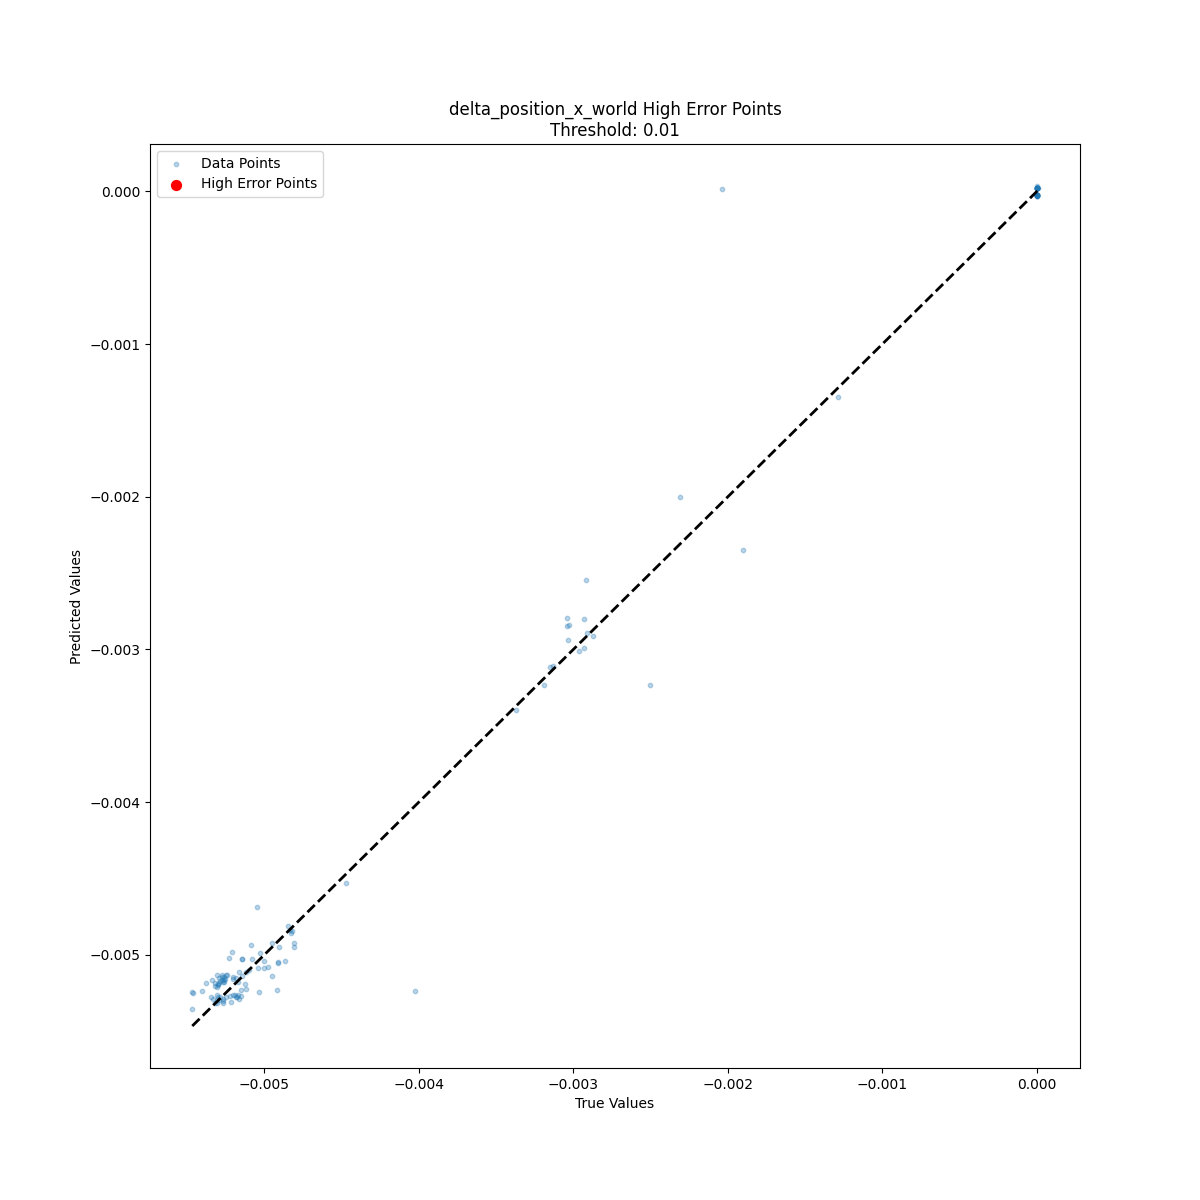 delta_position_x_world High Error Points
Threshold: 0.01
Data Points
High Error Points
0.000
−0.001
−0.002
−0.003
−0.004
−0.005
Predicted Values
−0.005
−0.004
−0.003
−0.002
−0.001
0.000
True Values